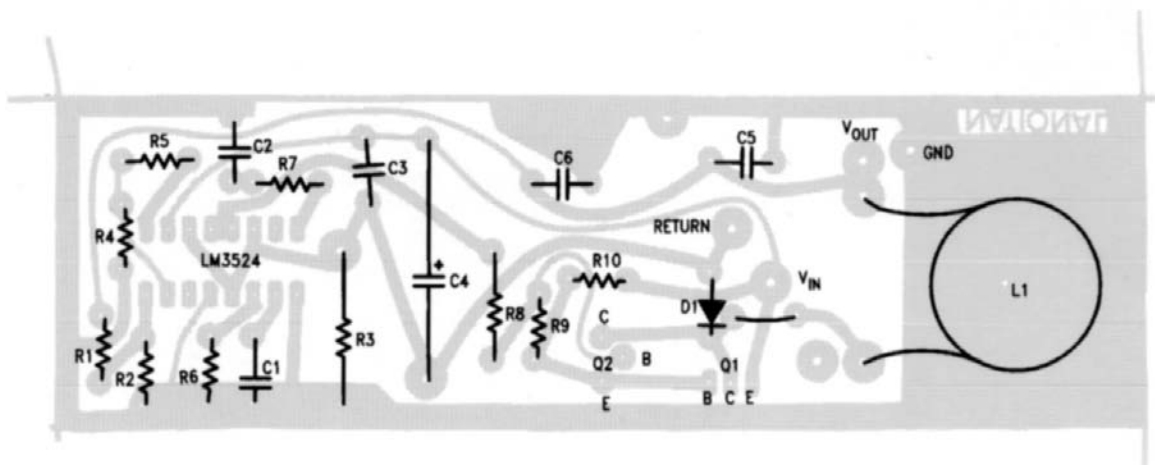 NATIONAL
R5
C2
R7
C3
C6
C5
VOUT
GND
R4
LM3524
RETURN
R10
VIN
C4
D1
L1
R1
R2
R6
C1
R3
R8
R9
C
Q2
B
E
Q1
B C E
+